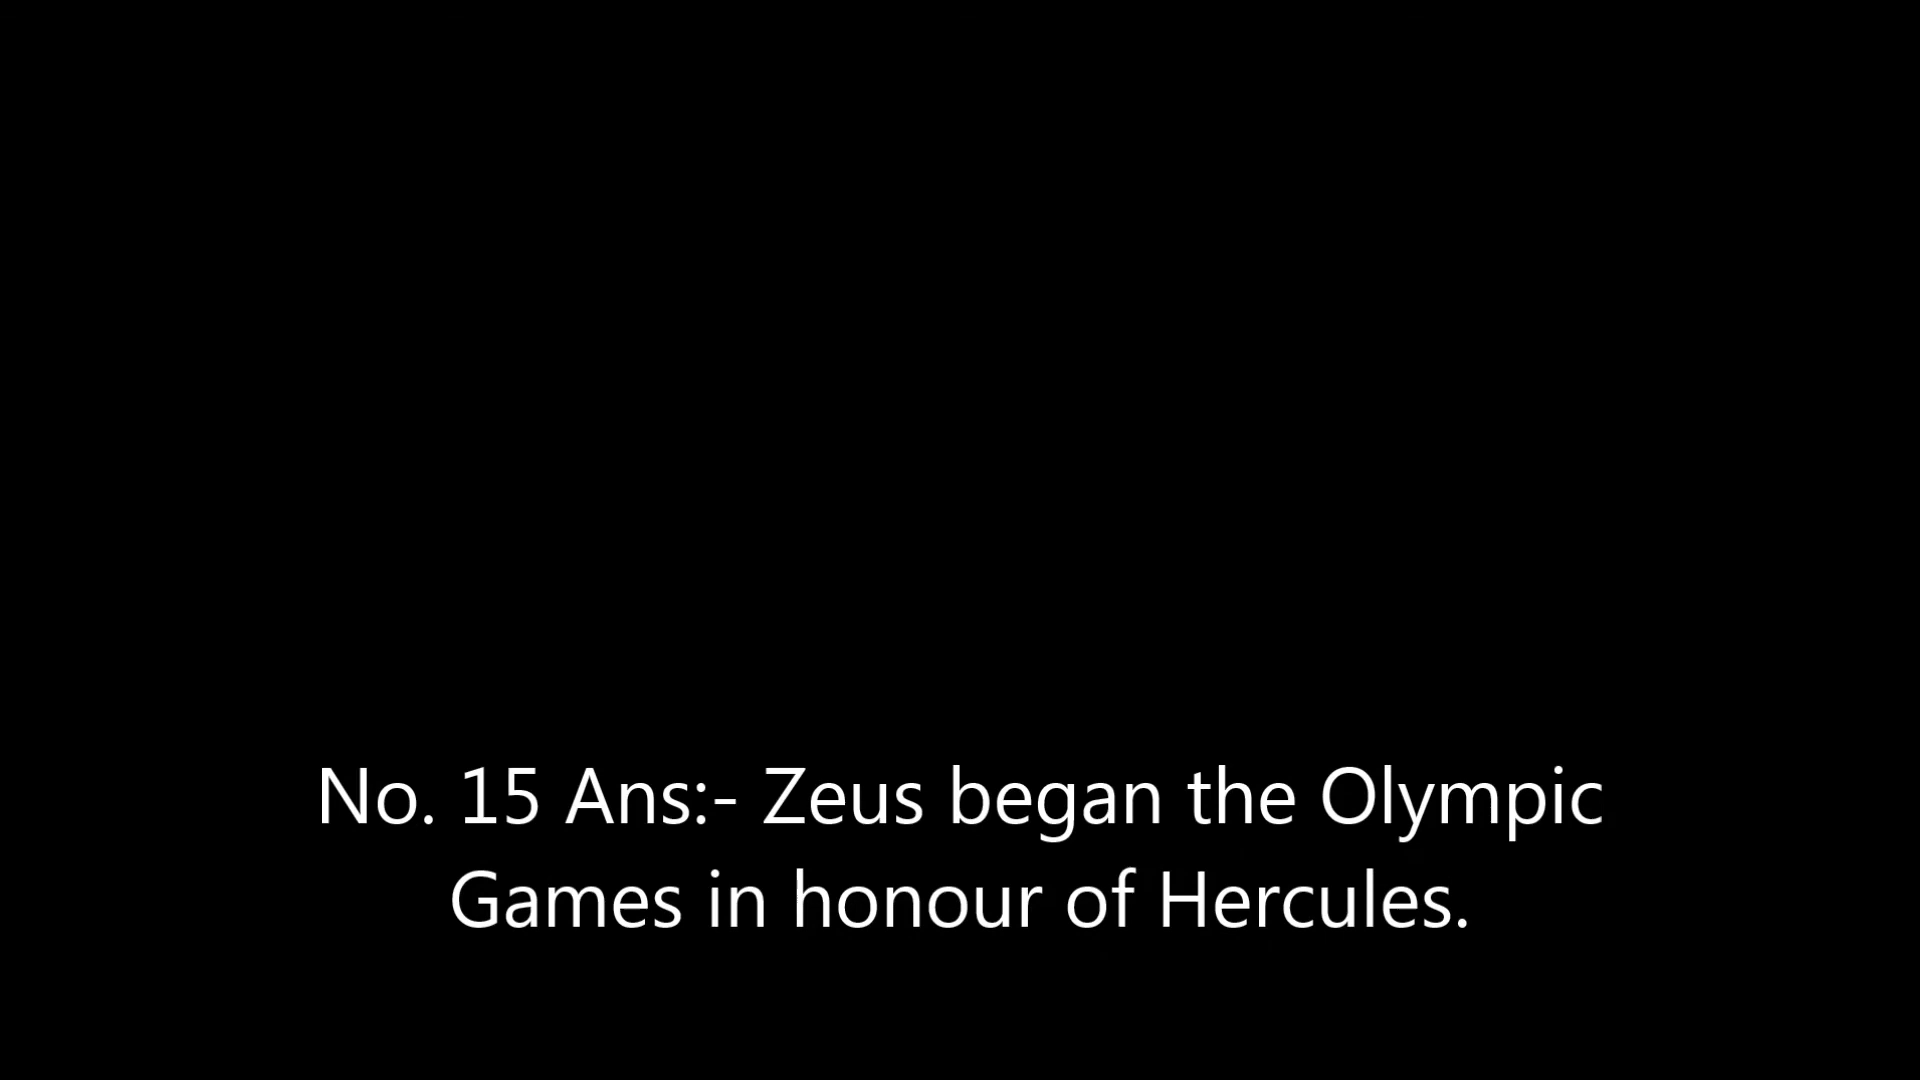 No. 15 Ans:- Zeus began the Olympic
Games in honour of Hercules.